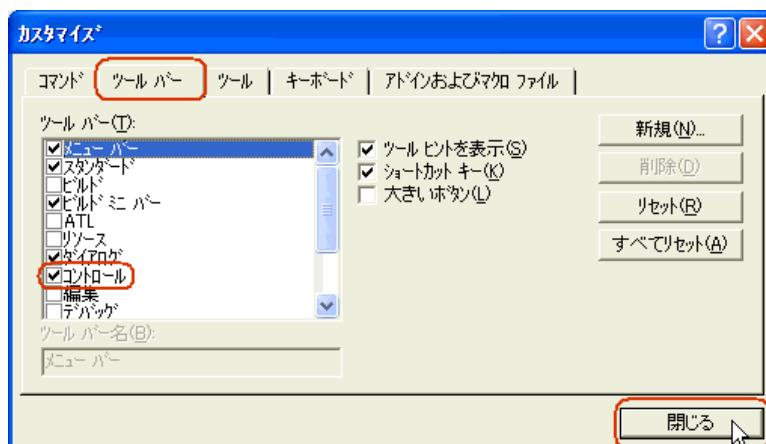 カスタマイズ
コマンド ツール バー ツール キーボード アドインおよびマクロ ファイル
ツール バー(T):
メニュー バー
スタンダード
ビルド
ビルド ミニ バー
ATL
リソース
ダイアログ
コントロール
編集
デバッグ
ツール バー名(B):
メニュー バー
ツール ヒントを表示(S)
ショートカット キー(K)
大きいボタン(L)
新規(N)...
削除(D)
リセット(R)
すべてリセット(A)
閉じる